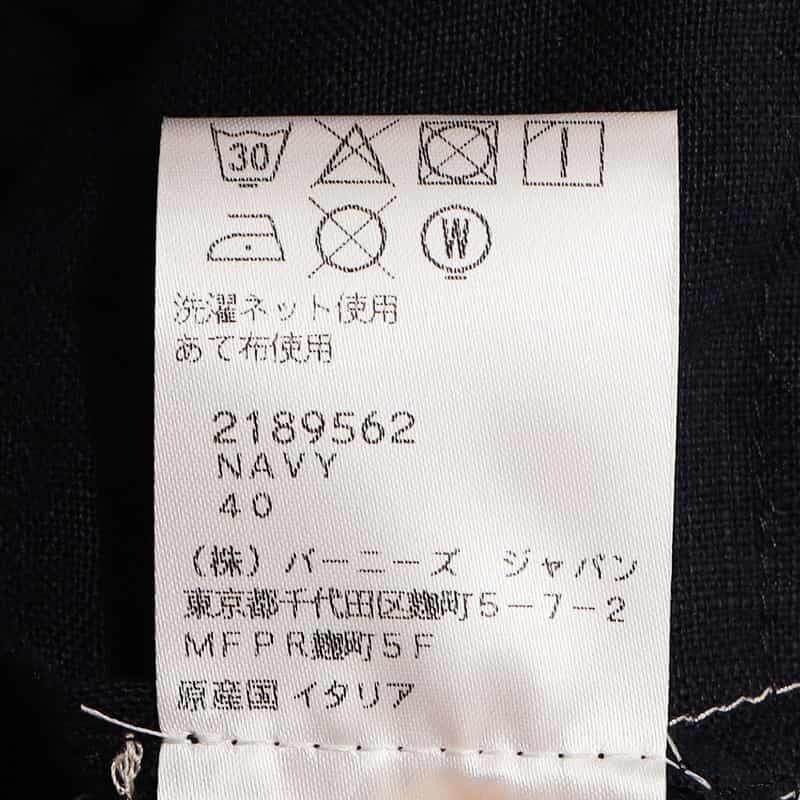 30
W
洗濯ネット使用
あて布使用
2189562
NAVY
40
（株）バーニーズ ジャパン
東京都千代田区麹町5-7-2
MFPR麹町5F
原産国 イタリア